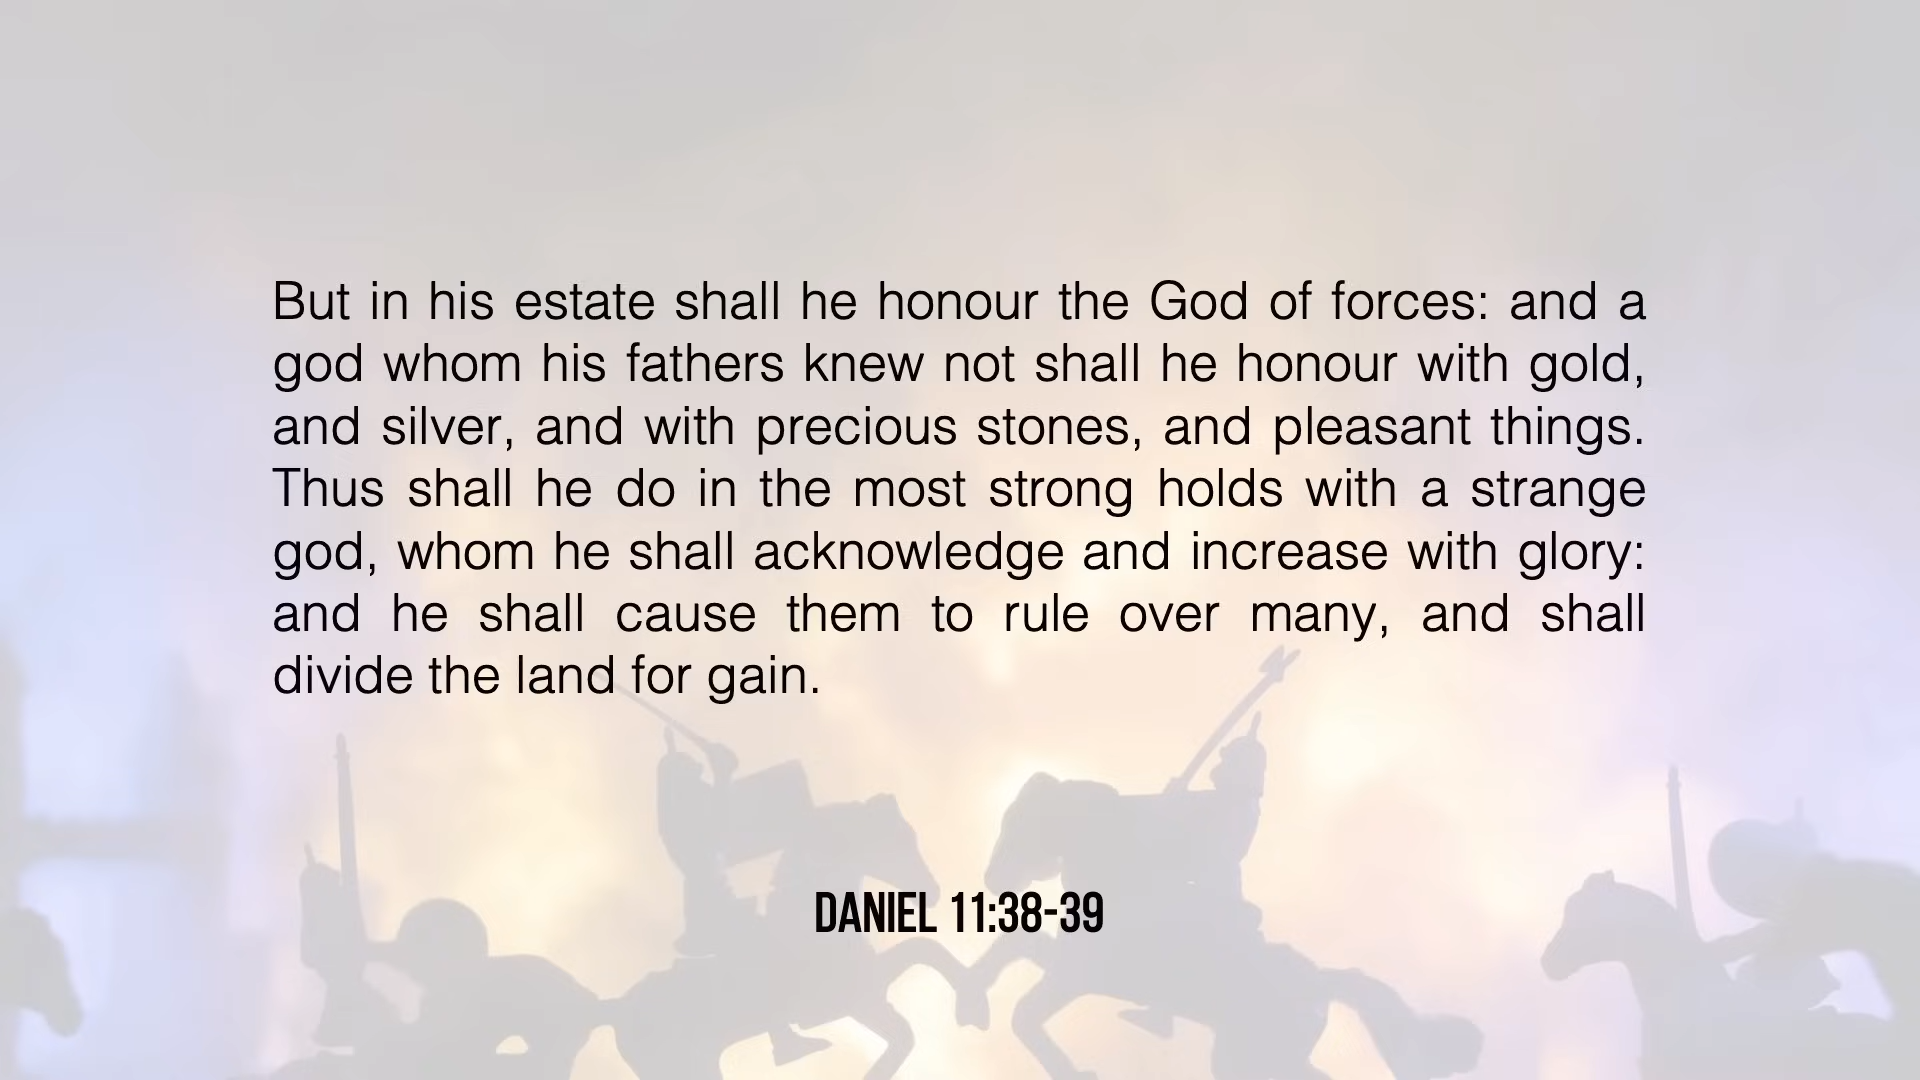 But in his estate shall he honour the God of forces: and a
god whom his fathers knew not shall he honour with gold,
and silver, and with precious stones, and pleasant things.
Thus shall he do in the most strong holds with a strange
god, whom he shall acknowledge and increase with glory:
and he shall cause them to rule over many, and shall
divide the land for gain.
DANIEL 11:38-39